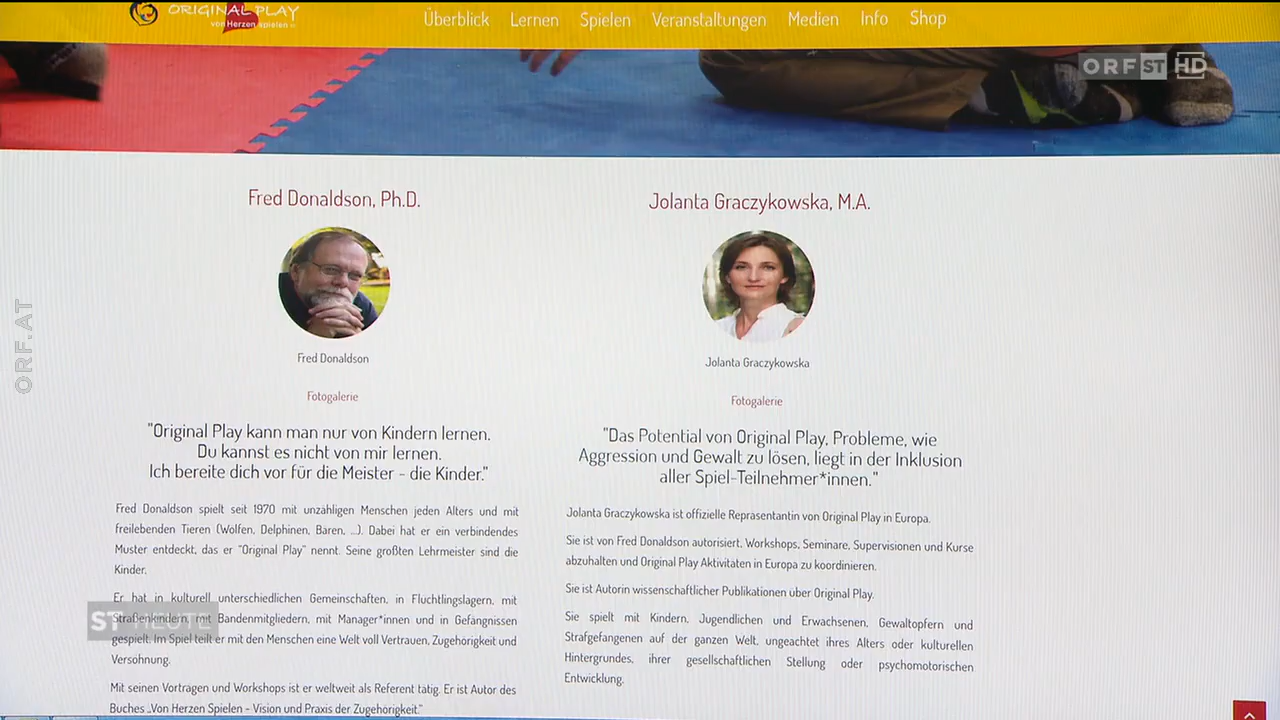 ORIGINAL PLAY
von Herzen spielen
Überblick Lernen Spielen Veranstaltungen Medien Info Shop
ORF ST HD
ORF.AT
Fred Donaldson, Ph.D.
Fred Donaldson
Fotogalerie
"Original Play kann man nur von Kindern lernen.
Du kannst es nicht von mir lernen.
Ich bereite dich vor für die Meister - die Kinder."
Fred Donaldson spielt seit 1970 mit unzähligen Menschen jeden Alters und mit
freilebenden Tieren (Wölfen, Delphinen, Bären, ...). Dabei hat er ein verbindendes
Muster entdeckt, das er "Original Play" nennt. Seine größten Lehrmeister sind die
Kinder.
Er hat in kulturell unterschiedlichen Gemeinschaften, in Flüchtlingslagern, mit
Straßenkindern, mit Bandenmitgliedern, mit Manager*innen und in Gefängnissen
gespielt. Im Spiel teilt er mit den Menschen eine Welt voll Vertrauen, Zugehörigkeit und
Versöhnung.
Mit seinen Vorträgen und Workshops ist er weltweit als Referent tätig. Er ist Autor des
Buches „Von Herzen Spielen - Vision und Praxis der Zugehörigkeit."
Jolanta Graczykowska, M.A.
Jolanta Graczykowska
Fotogalerie
"Das Potential von Original Play, Probleme, wie
Aggression und Gewalt zu lösen, liegt in der Inklusion
aller Spiel-Teilnehmer*innen."
Jolanta Graczykowska ist offizielle Repräsentantin von Original Play in Europa.
Sie ist von Fred Donaldson autorisiert, Workshops, Seminare, Supervisionen und Kurse
abzuhalten und Original Play Aktivitäten in Europa zu koordinieren.
Sie ist Autorin wissenschaftlicher Publikationen über Original Play.
Sie spielt mit Kindern, Jugendlichen und Erwachsenen, Gewaltopfern und
Strafgefangenen auf der ganzen Welt, ungeachtet ihres Alters oder kulturellen
Hintergrundes, ihrer gesellschaftlichen Stellung oder psychomotorischen
Entwicklung.
ST HEUTE